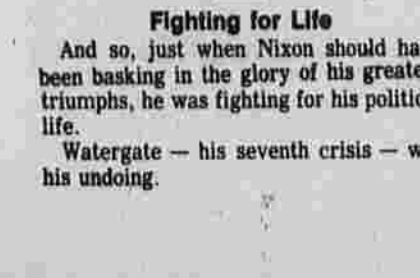 Fighting for Life
And so, just when Nixon should ha
been basking in the glory of his greate
triumphs, he was fighting for his politic
life.
Watergate — his seventh crisis — w
his undoing.